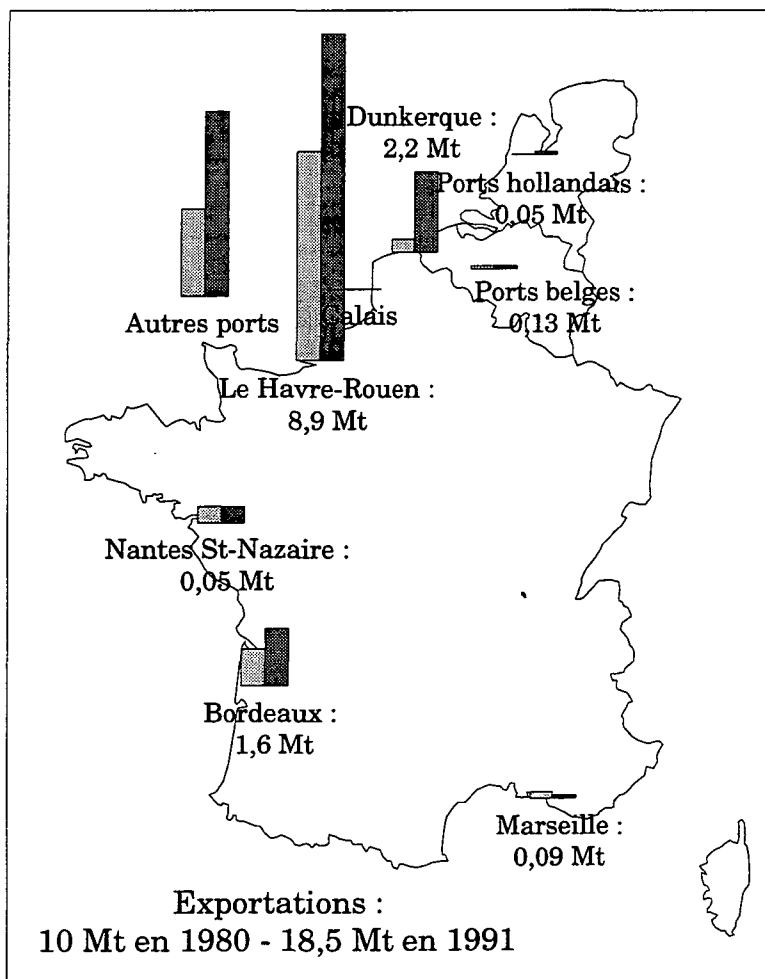 Dunkerque :
2,2 Mt
Ports hollandais :
0,05 Mt
Ports belges :
0,13 Mt
Autres ports
Calais
Le Havre-Rouen :
8,9 Mt
Nantes St-Nazaire :
0,05 Mt
Bordeaux :
1,6 Mt
Marseille :
0,09 Mt
Exportations :
10 Mt en 1980 - 18,5 Mt en 1991